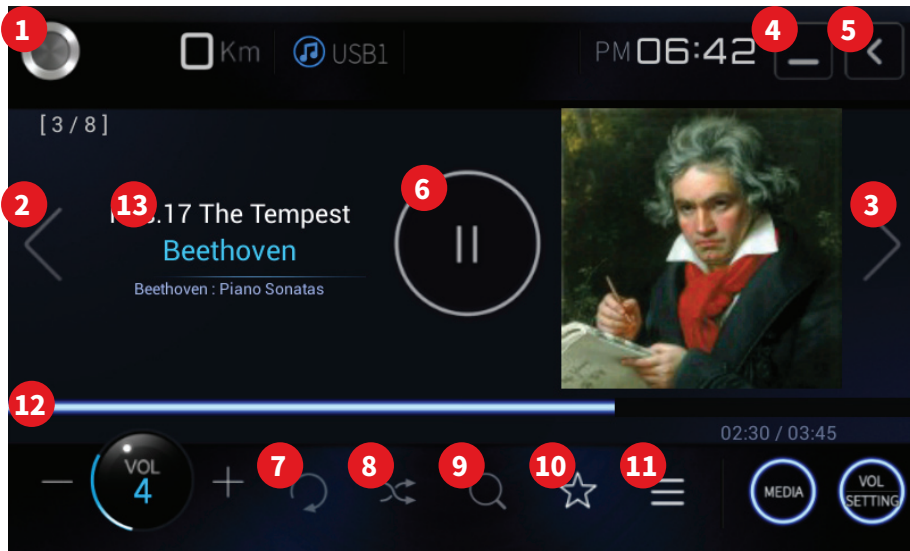 1
0 Km
USB1
PM 06:42
4
5
[3/8]
2
13
.17 The Tempest
Beethoven
Beethoven : Piano Sonatas
6
3
12
02:30 / 03:45
VOL
4
7
8
9
10
11
MEDIA
VOL
SETTING